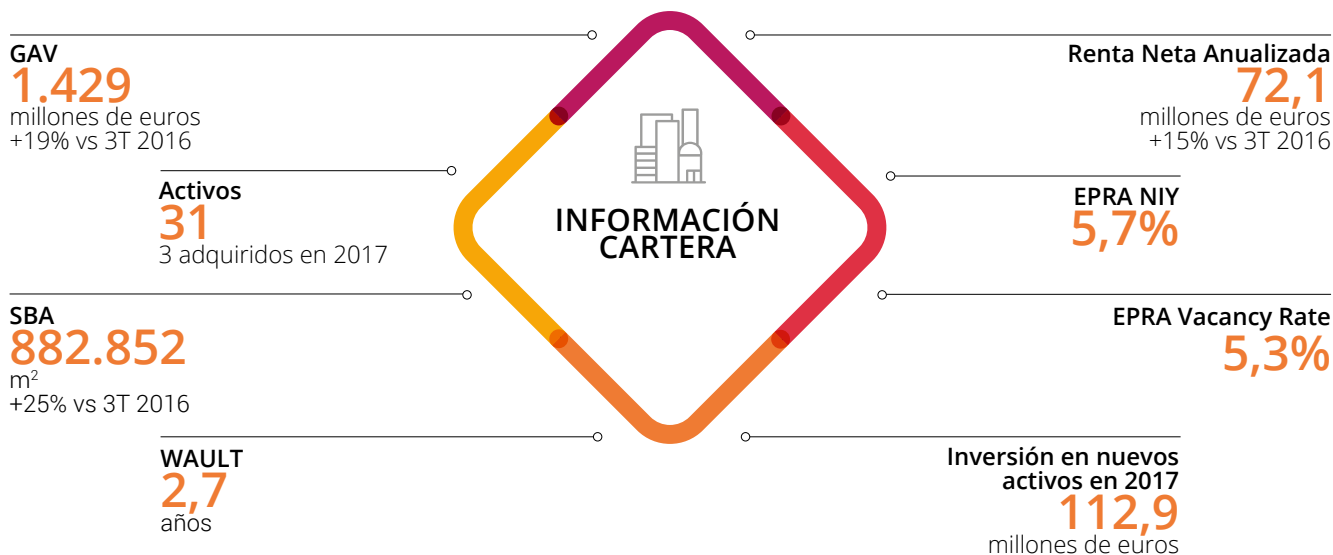 GAV
1.429
millones de euros
+19% vs 3T 2016
Activos
31
3 adquiridos en 2017
SBA
882.852
m²
+25% vs 3T 2016
WAULT
2,7
años
INFORMACIÓN
CARTERA
Renta Neta Anualizada
72,1
millones de euros
+15% vs 3T 2016
EPRA NIY
5,7%
EPRA Vacancy Rate
5,3%
Inversión en nuevos
activos en 2017
112,9
millones de euros